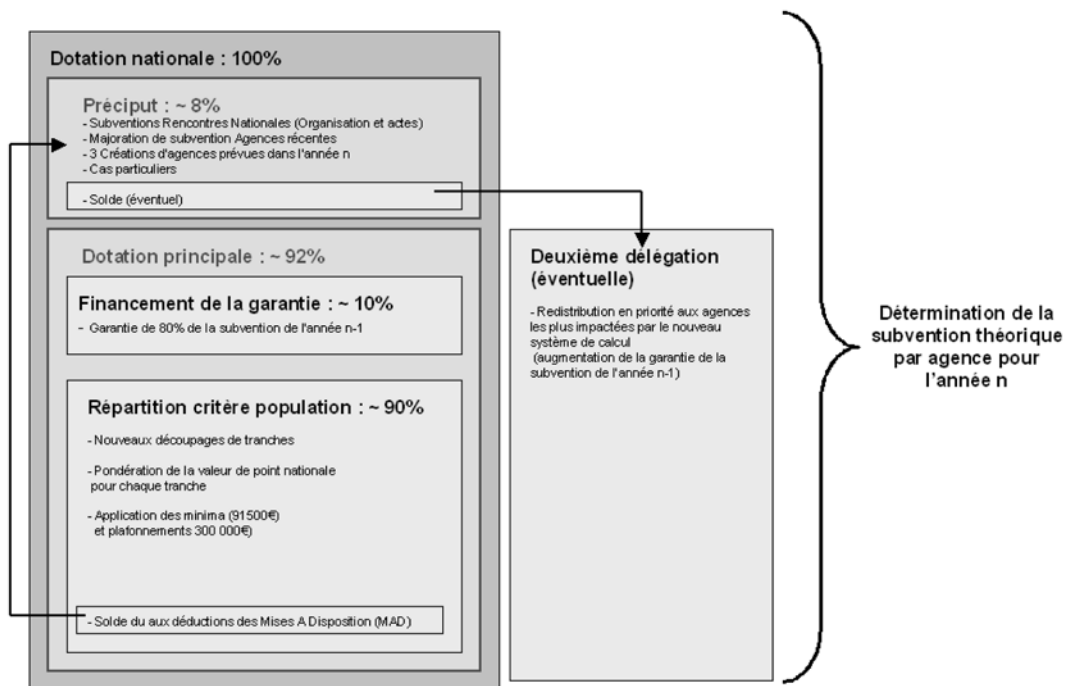 Dotation nationale : 100%
Préciput : ~ 8%
- Subventions Rencontres Nationales (Organisation et actes)
- Majoration de subvention Agences récentes
- 3 Créations d'agences prévues dans l'année n
- Cas particuliers
- Solde (éventuel)
Dotation principale : ~ 92%
Financement de la garantie : ~ 10%
- Garantie de 80% de la subvention de l'année n-1
Répartition critère population : ~ 90%
- Nouveaux découpages de tranches
- Pondération de la valeur de point nationale
pour chaque tranche
- Application des minima (91500€)
et plafonnements 300 000€)
- Solde du aux déductions des Mises A Disposition (MAD)
Deuxième délégation
(éventuelle)
- Redistribution en priorité aux agences
les plus impactées par le nouveau
système de calcul
(augmentation de la garantie de la
subvention de l'année n-1)
Détermination de la
subvention théorique
par agence pour
l'année n